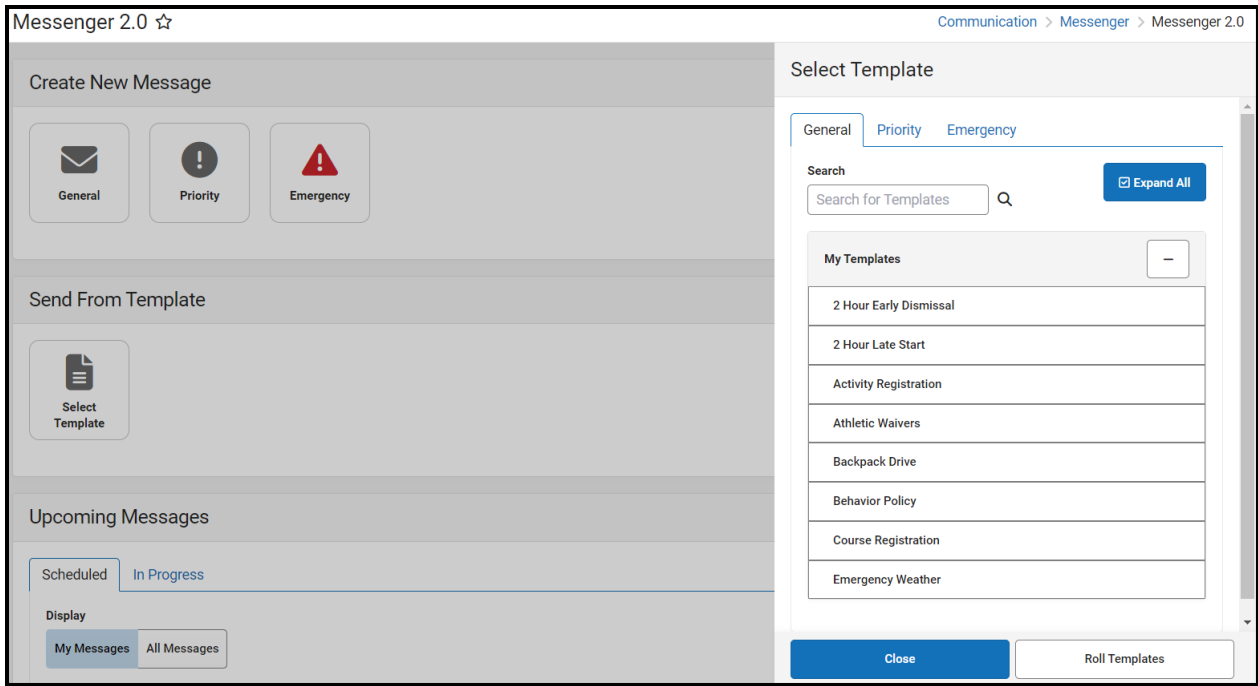 Messenger 2.0
Communication > Messenger > Messenger 2.0
Create New Message
General
Priority
Emergency
Send From Template
Select
Template
Upcoming Messages
Scheduled
In Progress
Display
My Messages
All Messages
Select Template
General
Priority
Emergency
Search
Search for Templates
Expand All
My Templates
2 Hour Early Dismissal
2 Hour Late Start
Activity Registration
Athletic Waivers
Backpack Drive
Behavior Policy
Course Registration
Emergency Weather
Close
Roll Templates